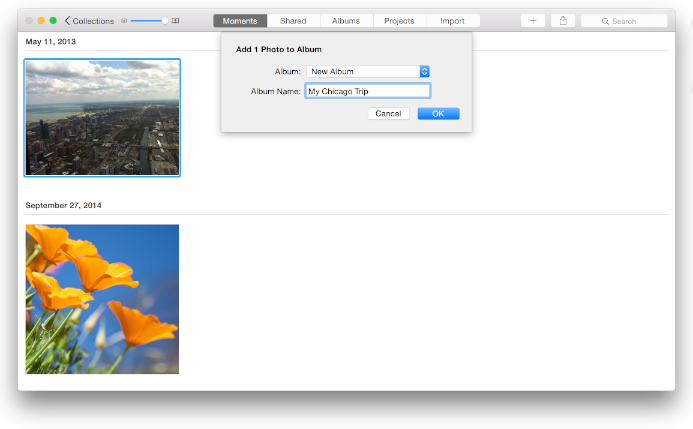 Collections Moments Shared Albums Projects Import Search
May 11, 2013
Add 1 Photo to Album
Album: New Album
Album Name: My Chicago Trip
Cancel OK
September 27, 2014